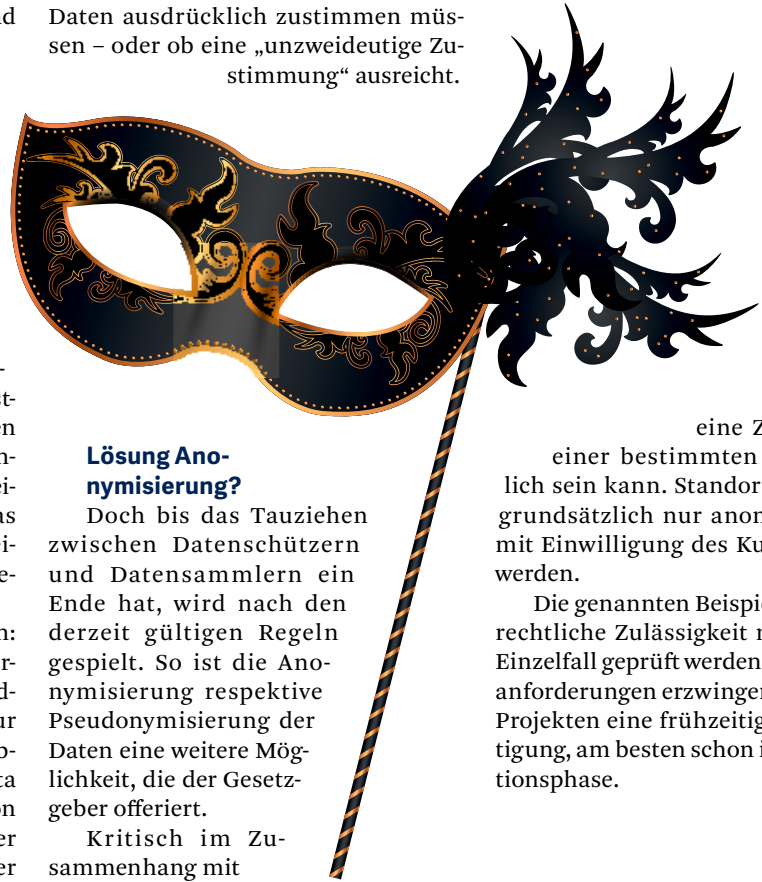 Daten ausdrücklich zustimmen müs-
sen – oder ob eine „unzweideutige Zu-
stimmung“ ausreicht.
Lösung Ano-
nymisierung?
Doch bis das Tauziehen
zwischen Datenschützern
und Datensammlern ein
Ende hat, wird nach den
derzeit gültigen Regeln
gespielt. So ist die Ano-
nymisierung respektive
Pseudonymisierung der
Daten eine weitere Mög-
lichkeit, die der Gesetz-
geber offeriert.
Kritisch im Zu-
sammenhang mit
eine Z
einer bestimmten
lich sein kann. Standor
grundsätzlich nur anon
mit Einwilligung des Ku
werden.
Die genannten Beispie
rechtliche Zulässigkeit
Einzelfall geprüft werden
anforderungen erzwingen
Projekten eine frühzeitig
tigung, am besten schon i
tionsphase.